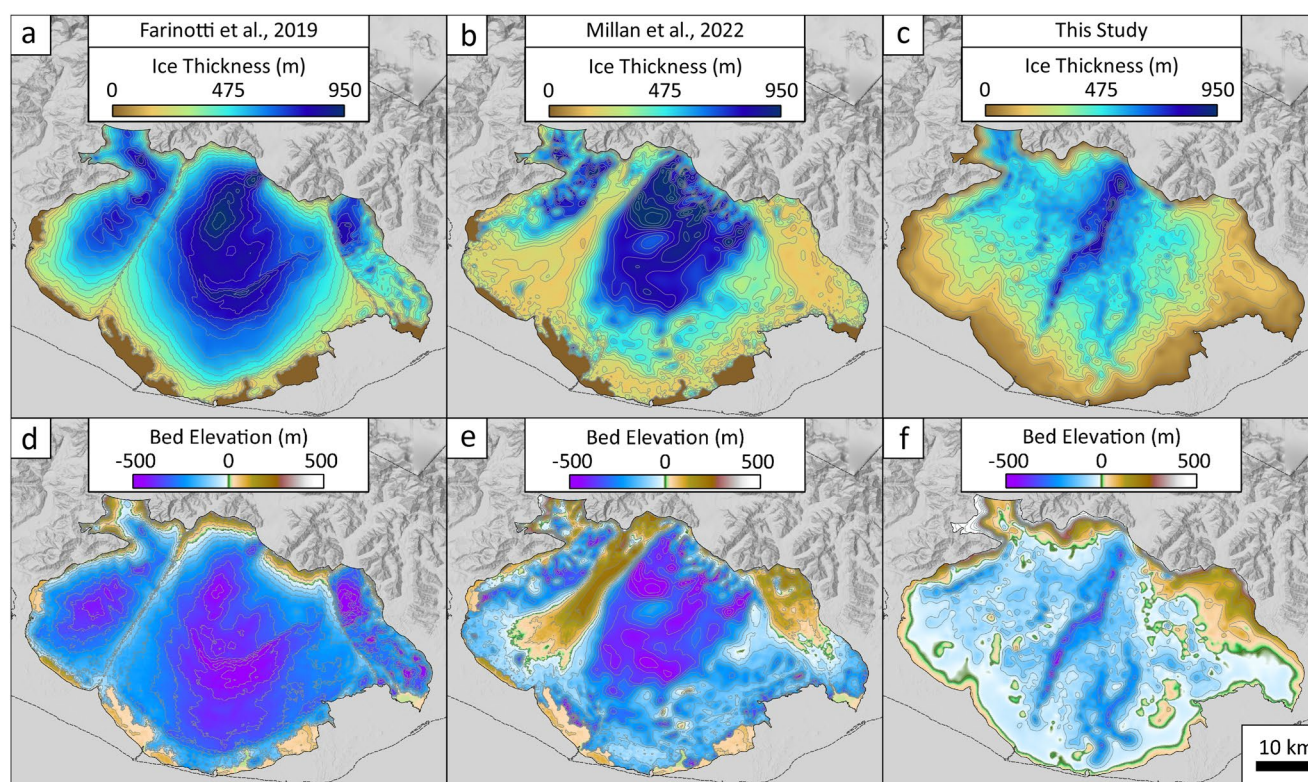 a
Farinotti et al., 2019
Ice Thickness (m)
0 475 950
b
Millan et al., 2022
Ice Thickness (m)
0 475 950
c
This Study
Ice Thickness (m)
0 475 950
d
Bed Elevation (m)
-500 0 500
e
Bed Elevation (m)
-500 0 500
f
Bed Elevation (m)
-500 0 500
10 km